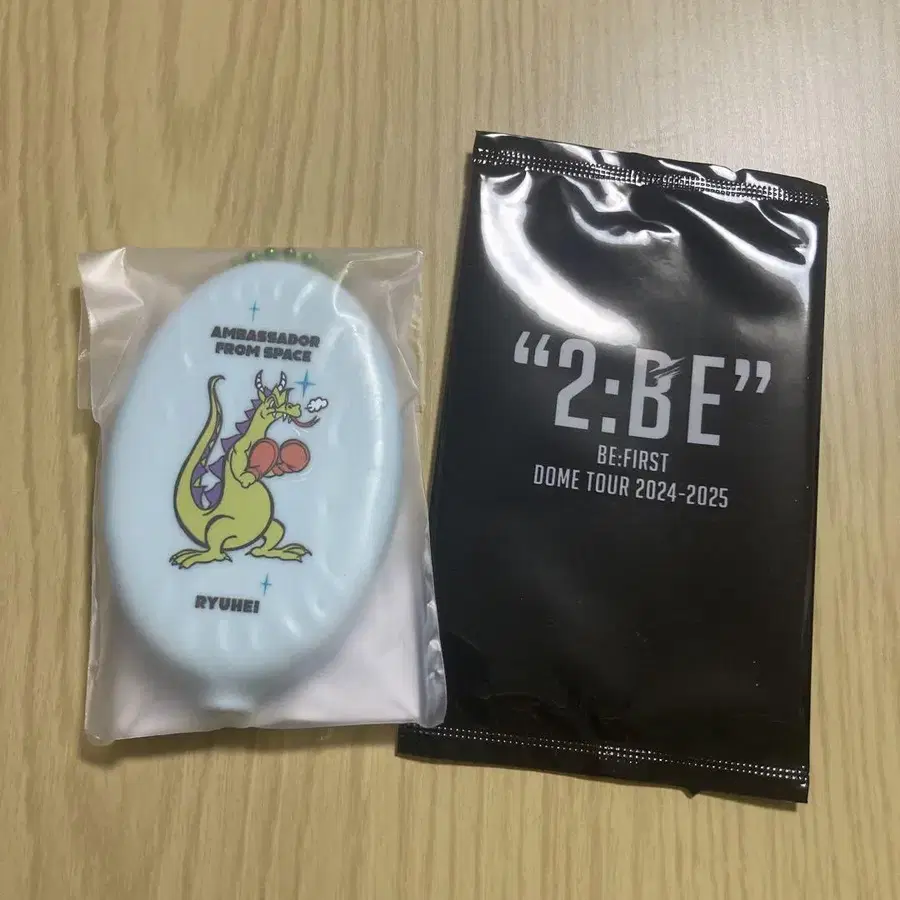 AMBASSADOR
FROM SPACE
RYUHEI
“2:BE”
BE:FIRST
DOME TOUR 2024-2025